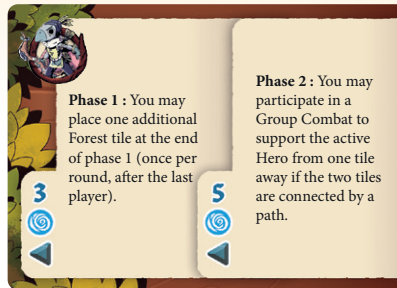 Phase 1 : You may
place one additional
Forest tile at the end
of phase 1 (once per
round, after the last
player).
3
Phase 2 : You may
participate in a
Group Combat to
support the active
Hero from one tile
away if the two tiles
are connected by a
path.
5